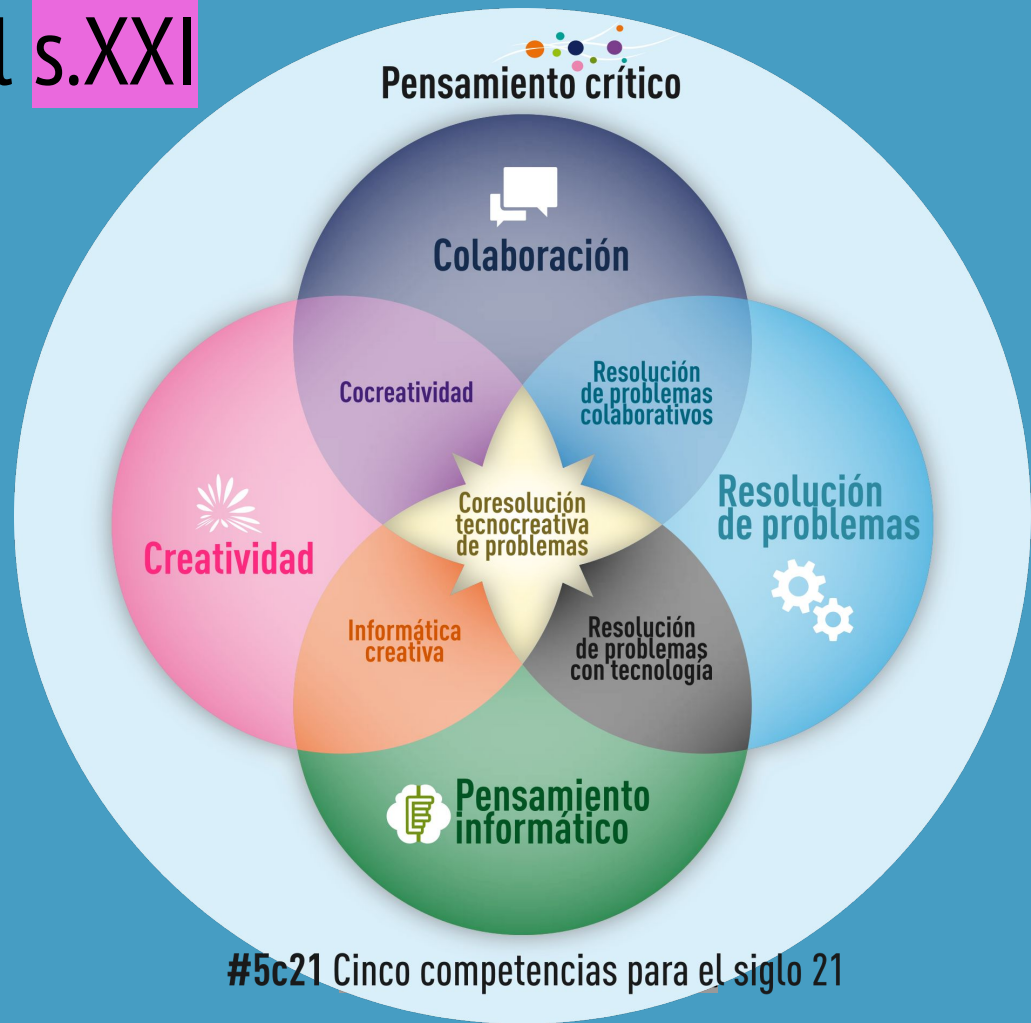 l s.XXI
Pensamiento crítico
Colaboración
Cocreatividad
Resolución
de problemas
colaborativos
Creatividad
Coresolución
tecnocreativa
de problemas
Resolución
de problemas
Informática
creativa
Resolución
de problemas
con tecnología
Pensamiento
informático
#5c21 Cinco competencias para el siglo 21